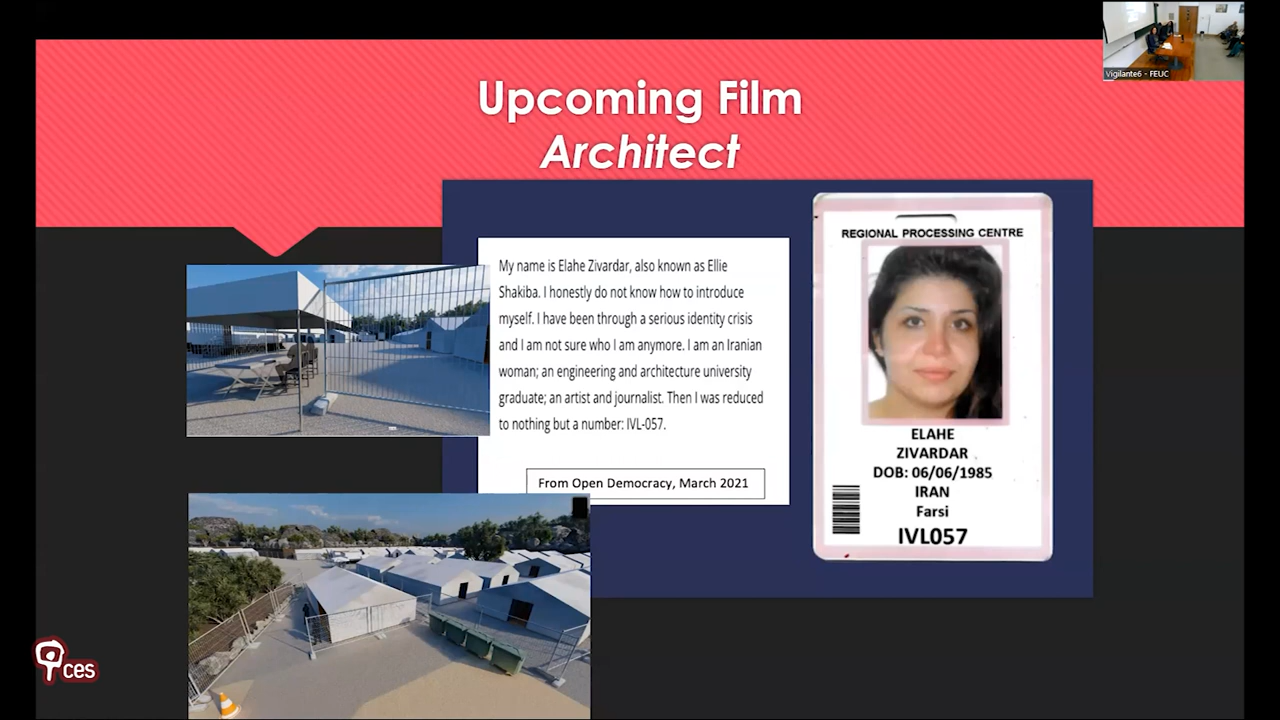 Vigilante6 - FEUC
Upcoming Film
Architect
My name is Elahe Zivardar, also known as Ellie
Shakiba. I honestly do not know how to introduce
myself. I have been through a serious identity crisis
and I am not sure who I am anymore. I am an Iranian
woman; an engineering and architecture university
graduate; an artist and journalist. Then I was reduced
to nothing but a number: IVL-057.
From Open Democracy, March 2021
REGIONAL PROCESSING CENTRE
ELAHE
ZIVARDAR
DOB: 06/06/1985
IRAN
Farsi
IVL057
ces